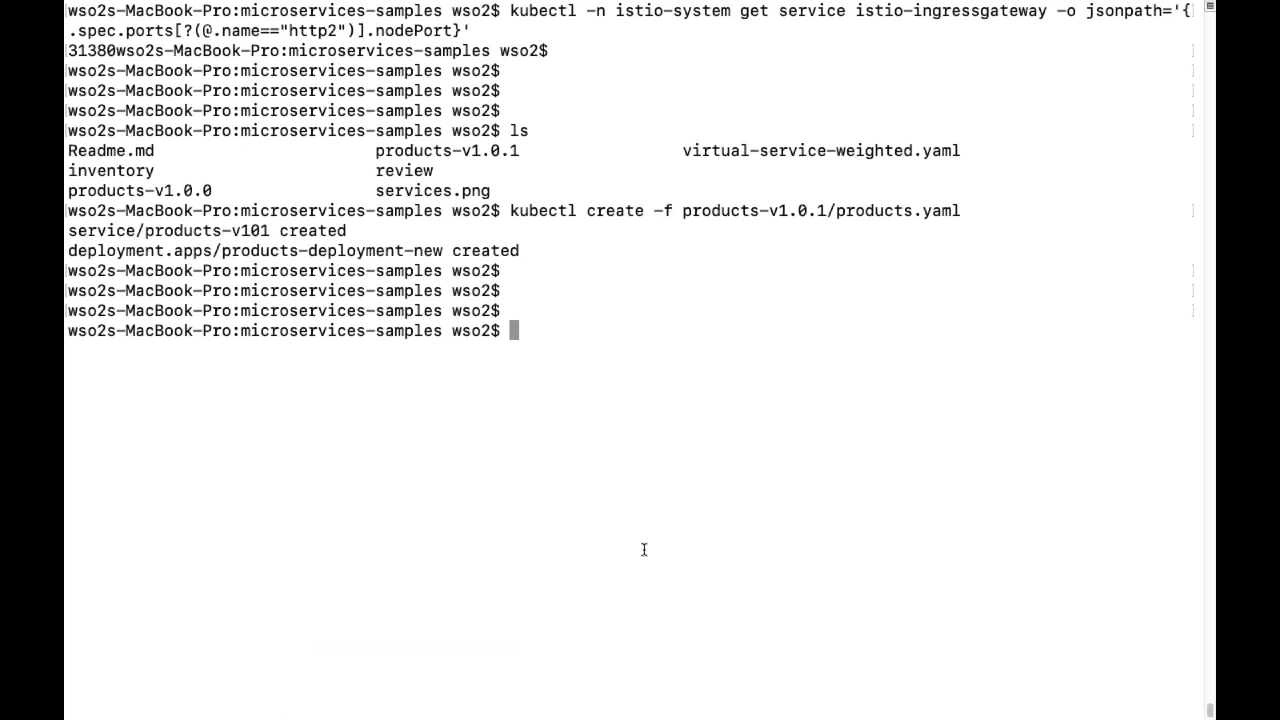 wso2s-MacBook-Pro:microservices-samples wso2$ kubectl -n istio-system get service istio-ingressgateway -o jsonpath='{
.spec.ports[?(@.name=="http2")].nodePort}'
31380wso2s-MacBook-Pro:microservices-samples wso2$
wso2s-MacBook-Pro:microservices-samples wso2$
wso2s-MacBook-Pro:microservices-samples wso2$
wso2s-MacBook-Pro:microservices-samples wso2$
wso2s-MacBook-Pro:microservices-samples wso2$ ls
Readme.md products-v1.0.1 virtual-service-weighted.yaml
inventory review
products-v1.0.0 services.png
wso2s-MacBook-Pro:microservices-samples wso2$ kubectl create -f products-v1.0.1/products.yaml
service/products-v101 created
deployment.apps/products-deployment-new created
wso2s-MacBook-Pro:microservices-samples wso2$
wso2s-MacBook-Pro:microservices-samples wso2$
wso2s-MacBook-Pro:microservices-samples wso2$
wso2s-MacBook-Pro:microservices-samples wso2$